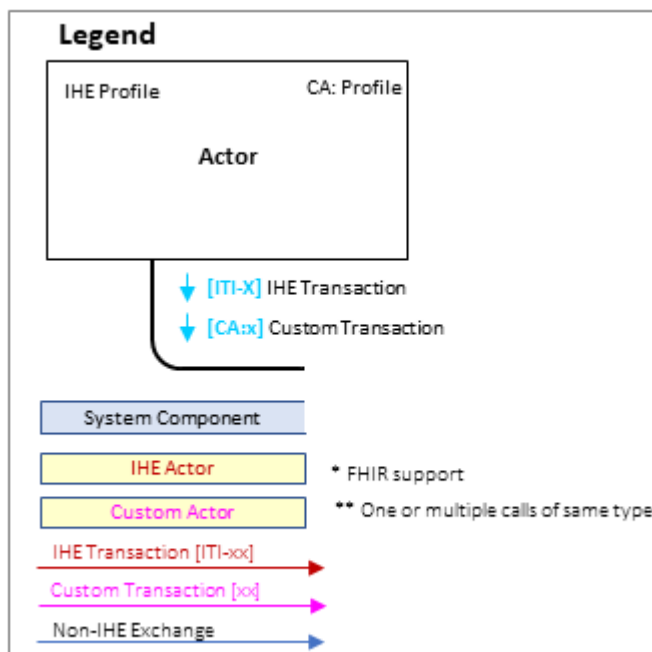 Legend
IHE Profile
CA: Profile
Actor
[ITI-X] IHE Transaction
[CA:x] Custom Transaction
System Component
IHE Actor
* FHIR support
Custom Actor
** One or multiple calls of same type
IHE Transaction [ITI-xx]
Custom Transaction [xx]
Non-IHE Exchange